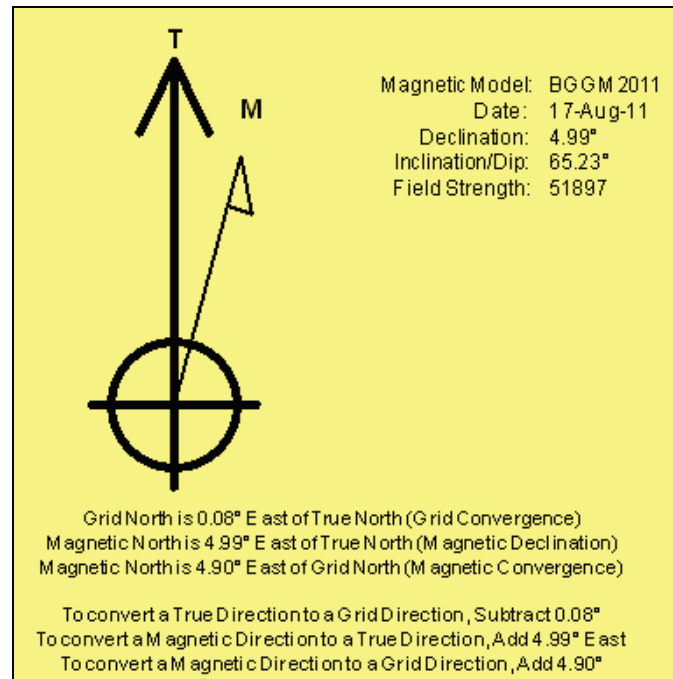 T
M
Magnetic Model: BGGM 2011
Date: 17-Aug-11
Declination: 4.99°
Inclination/Dip: 65.23°
Field Strength: 51897
Grid North is 0.08° East of True North (Grid Convergence)
Magnetic North is 4.99° East of True North (Magnetic Declination)
Magnetic North is 4.90° East of Grid North (Magnetic Convergence)
To convert a True Direction to a Grid Direction, Subtract 0.08°
To convert a Magnetic Direction to a True Direction, Add 4.99° East
To convert a Magnetic Direction to a Grid Direction, Add 4.90°